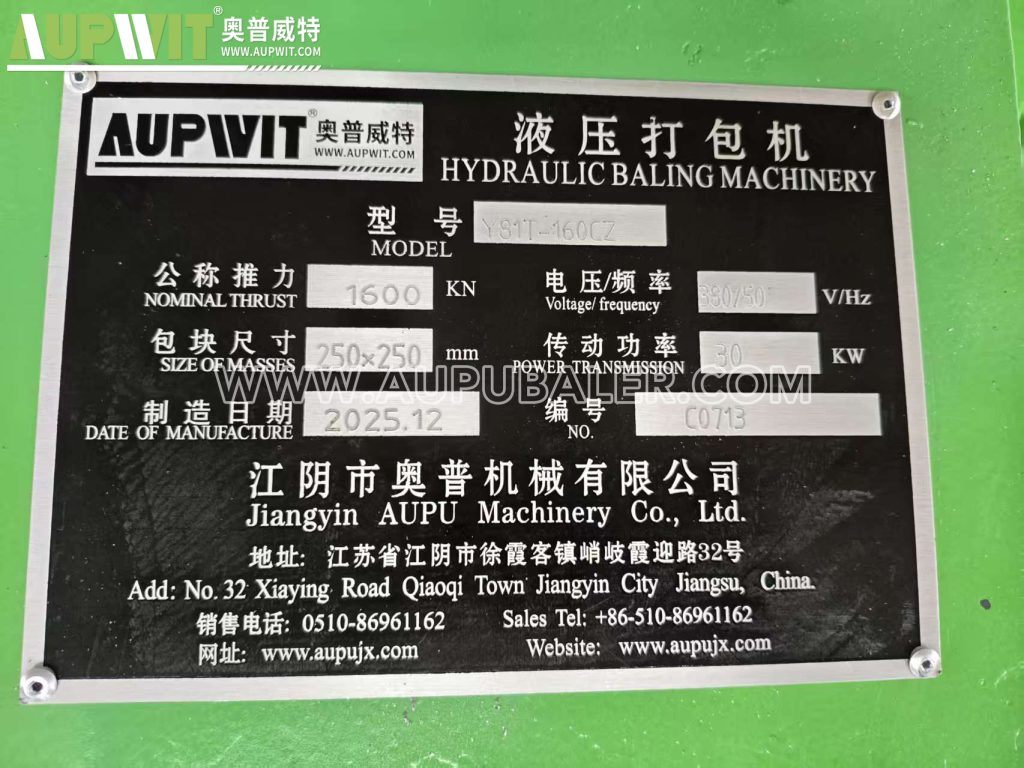 AUPWIT® 奥普威特
WWW.AUPWIT.COM
AUPWIT® 奥普威特
WWW.AUPWIT.COM
液压打包机
HYDRAULIC BALING MACHINERY
型号 Y81T-160CZ
MODEL
公称推力 1600 KN
NOMINAL THRUST
电压/频率 380/50 V/Hz
Voltage/ frequency
包块尺寸 250×250 mm
SIZE OF MASSES
传动功率 30 KW
POWER TRANSMISSION
WWW.AUPUBALER.COM
制造日期 2025.12
DATE OF MANUFACTURE
编号 C0713
NO.
江阴市奥普机械有限公司
Jiangyin AUPU Machinery Co., Ltd.
地址: 江苏省江阴市徐霞客镇峭岐霞迎路32号
Add: No. 32 Xiaying Road Qiaoqi Town Jiangyin City Jiangsu, China.
销售电话: 0510-86961162 Sales Tel: +86-510-86961162
网址: www.aupujx.com Website: www.aupujx.com